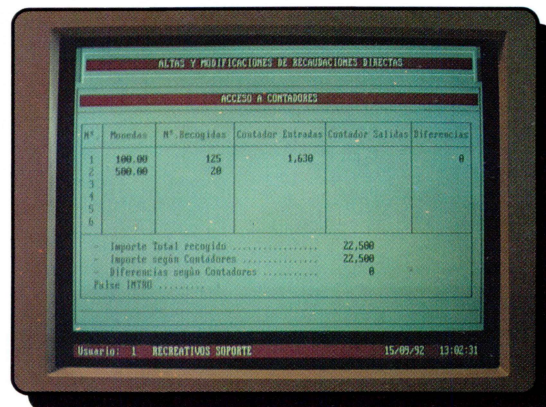 ALTAS Y MODIFICACIONES DE RECAUDACIONES DIRECTAS
ACCESO A CONTADORES
Nº. Monedas Nº.Recogidas Contador Entradas Contador Salidas Diferencias
1 100.00 125 1,630 0
2 500.00 20
3
4
5
6
- Importe Total recogido ................ 22,500
- Importe según Contadores .............. 22,500
- Diferencias según Contadores .......... 0
Pulse INTRO .........
Usuario: 1 RECREATIVOS SOPORTE 15/09/92 13:02:31